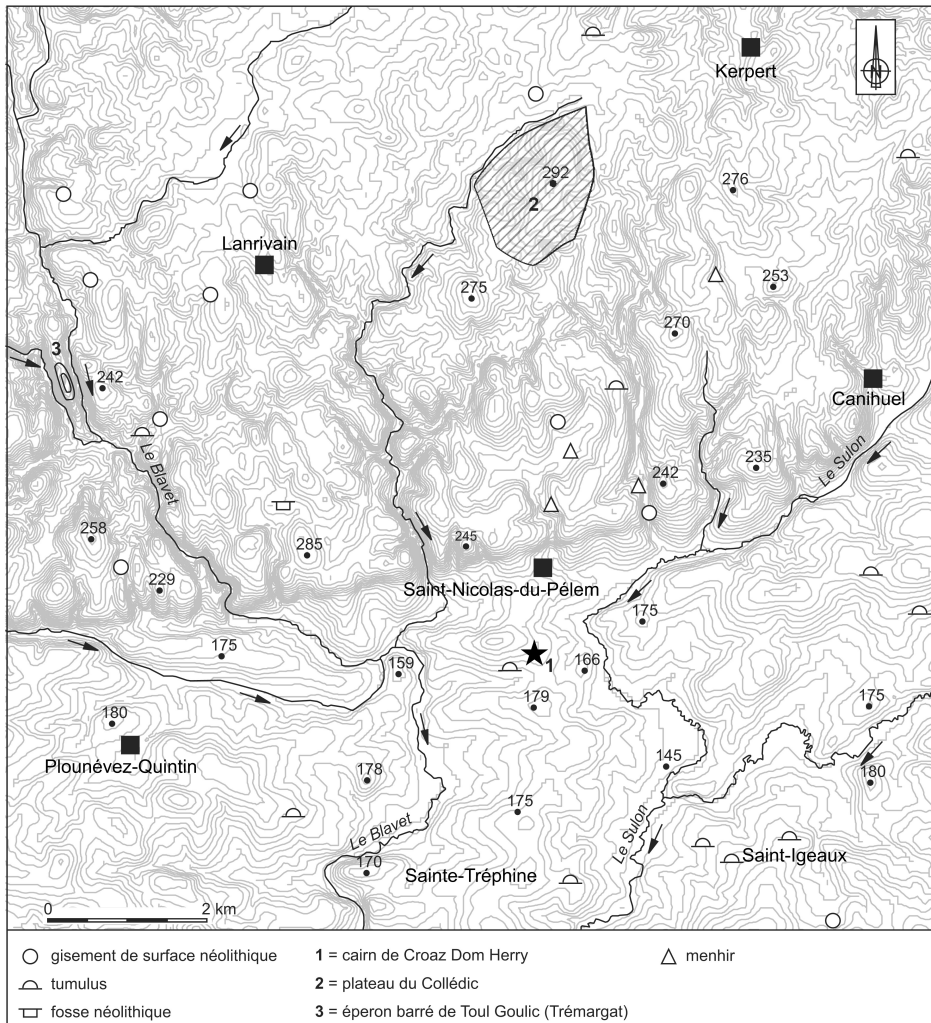 Kerpert
N
292
2
276
Lanrivain
275
253
270
3
242
Canihuel
Le Blavet
242
235
Le Sulon
258
285
245
229
Saint-Nicolas-du-Pélem
175
175
159
1
166
179
175
180
Plounévez-Quintin
178
145
180
175
Le Blavet
Le Sulon
170
Sainte-Tréphine
Saint-Igeaux
0 2 km
gisement de surface néolithique
tumulus
fosse néolithique
1 = cairn de Croaz Dom Herry
2 = plateau du Collédic
3 = éperon barré de Toul Goulic (Trémargat)
menhir